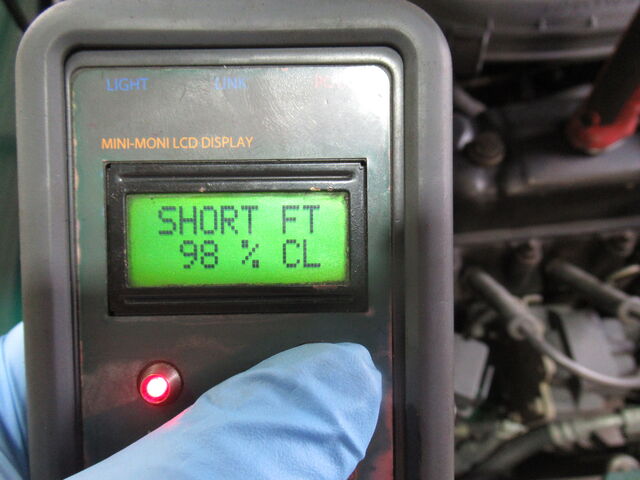 LIGHT LINK
MINI-MONI LCD DISPLAY
SHORT FT
98 % CL